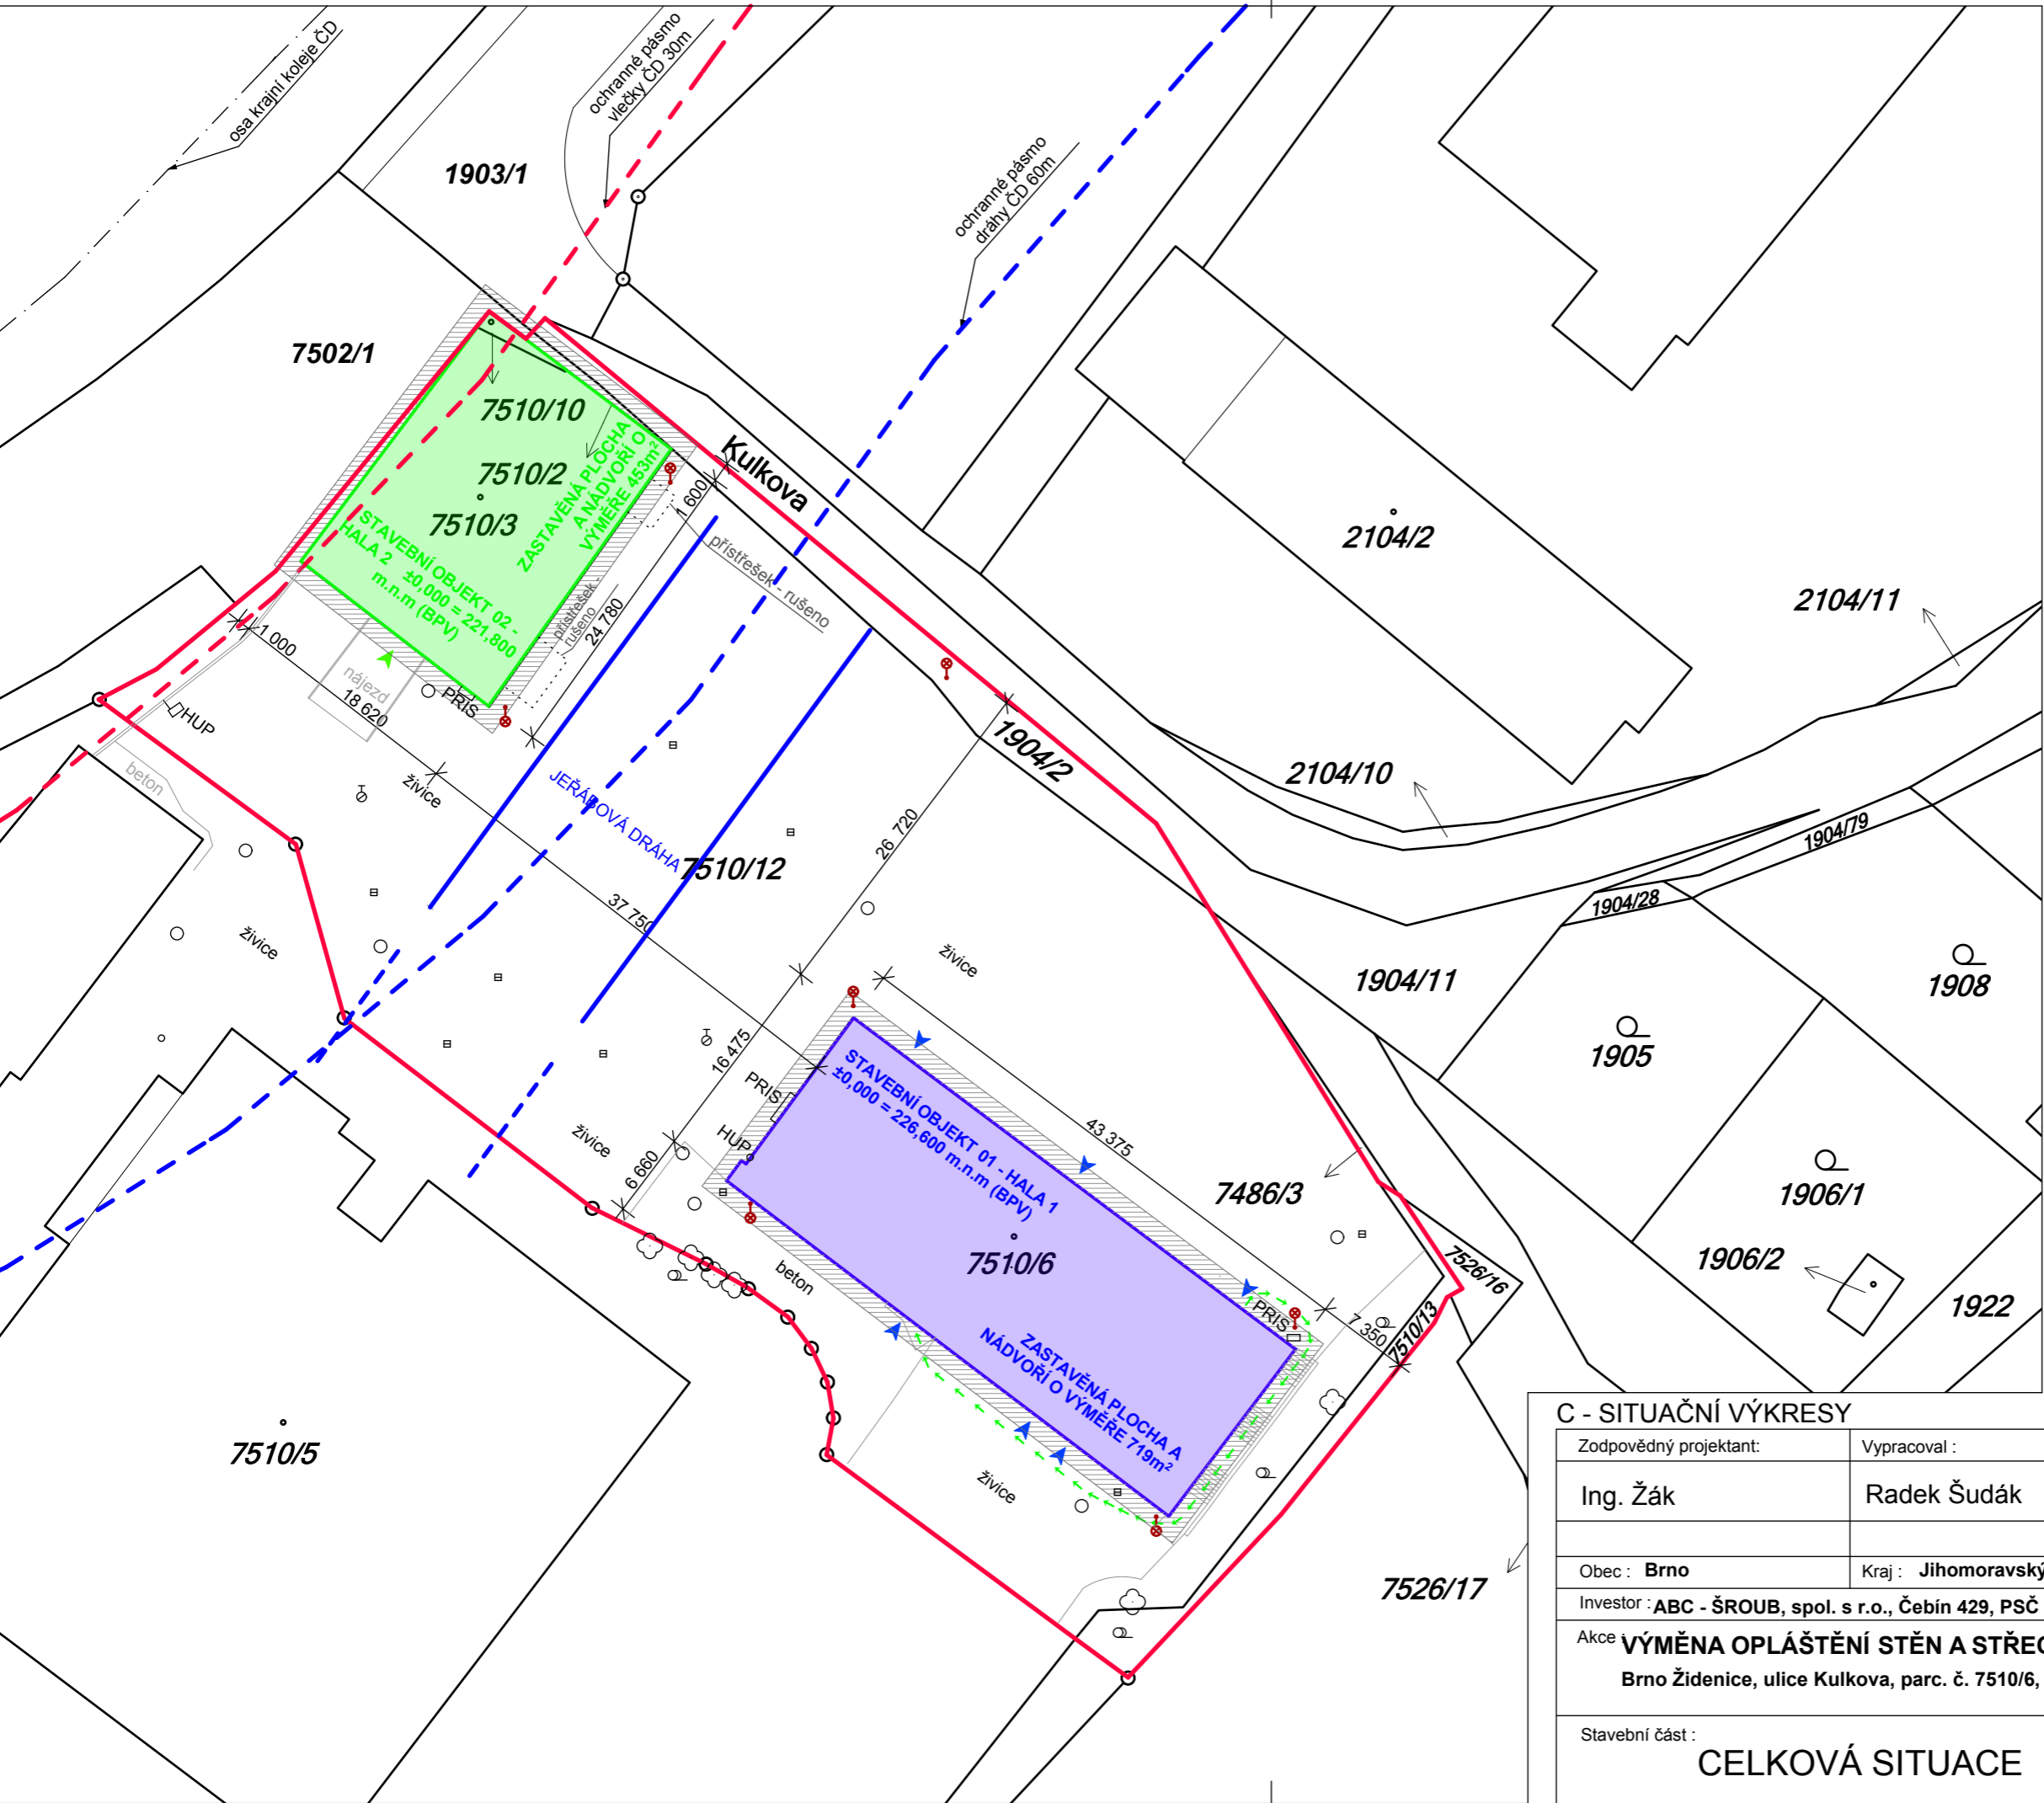 osa krajní koleje ČD
ochranné pásmo
vlečky ČD 30m
ochranné pásmo
dráhy ČD 60m
1903/1
7502/1
7510/10
7510/2
7510/3
ZASTAVĚNÁ PLOCHA
A NÁDVOŘÍ O
VÝMĚŘE 453m²
STAVEBNÍ OBJEKT 02 -
HALA 2 ±0,000 = 221,800
m.n.m (BPV)
Kulkova
1 600
přístřešek - rušeno
přístřešek -
rušeno
24 780
1 000
nájezd
18 620
PRIS
HUP
beton
živice
JEŘÁBOVÁ DRÁHA
7510/12
37 750
26 720
1904/2
2104/2
2104/11
2104/10
1904/79
1904/28
1904/11
1908
1905
1906/1
1906/2
1922
živice
živice
16 475
PRIS
HUP
živice
6 660
43 375
STAVEBNÍ OBJEKT 01 - HALA 1
±0,000 = 226,600 m.n.m (BPV)
7510/6
7486/3
beton
ZASTAVĚNÁ PLOCHA A
NÁDVOŘÍ O VÝMĚŘE 719m²
PRIS
7 350
7510/13
7526/16
živice
7510/5
7526/17
C - SITUAČNÍ VÝKRESY
Zodpovědný projektant:
Vypracoval :
Ing. Žák
Radek Šudák
Obec : Brno
Kraj : Jihomoravský
Investor : ABC - ŠROUB, spol. s r.o., Čebín 429, PSČ
Akce : VÝMĚNA OPLÁŠTĚNÍ STĚN A STŘEC
Brno Židenice, ulice Kulkova, parc. č. 7510/6,
Stavební část :
CELKOVÁ SITUACE